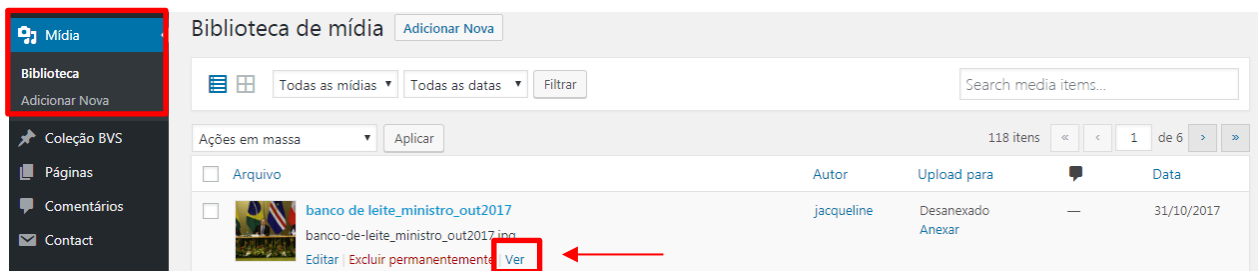 Mídia
Biblioteca
Adicionar Nova
Coleção BVS
Páginas
Comentários
Contact
Biblioteca de mídia Adicionar Nova
Todas as mídias Todas as datas Filtrar Search media items...
Ações em massa Aplicar 118 itens « ‹ 1 de 6 › »
Arquivo Autor Upload para Data
banco de leite_ministro_out2017 jacqueline Desanexado — 31/10/2017
banco-de-leite_ministro_out2017.jpg Anexar
Editar | Excluir permanentemente | Ver